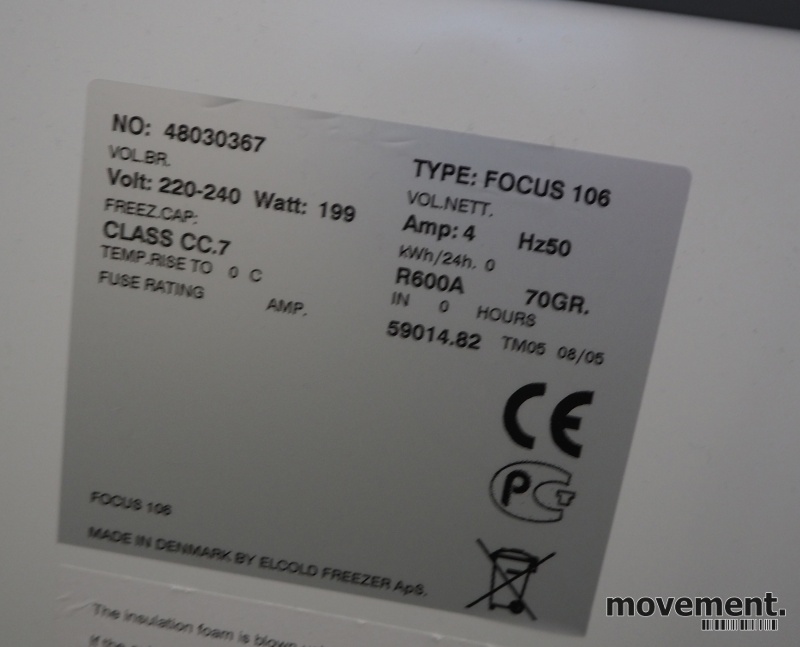 NO: 48030367
VOL.BR.
Volt: 220-240 Watt: 199
FREEZ.CAP:
CLASS CC.7
TEMP.RISE TO 0 C
FUSE RATING AMP.
TYPE: FOCUS 106
VOL.NETT.
Amp: 4 Hz50
kWh/24h. 0
R600A 70GR.
IN 0 HOURS
59014.82 TM05 08/05
CE
PCT
FOCUS 106
MADE IN DENMARK BY ELCOLD FREEZER ApS.
The insulation foam is blown
If the
movement.